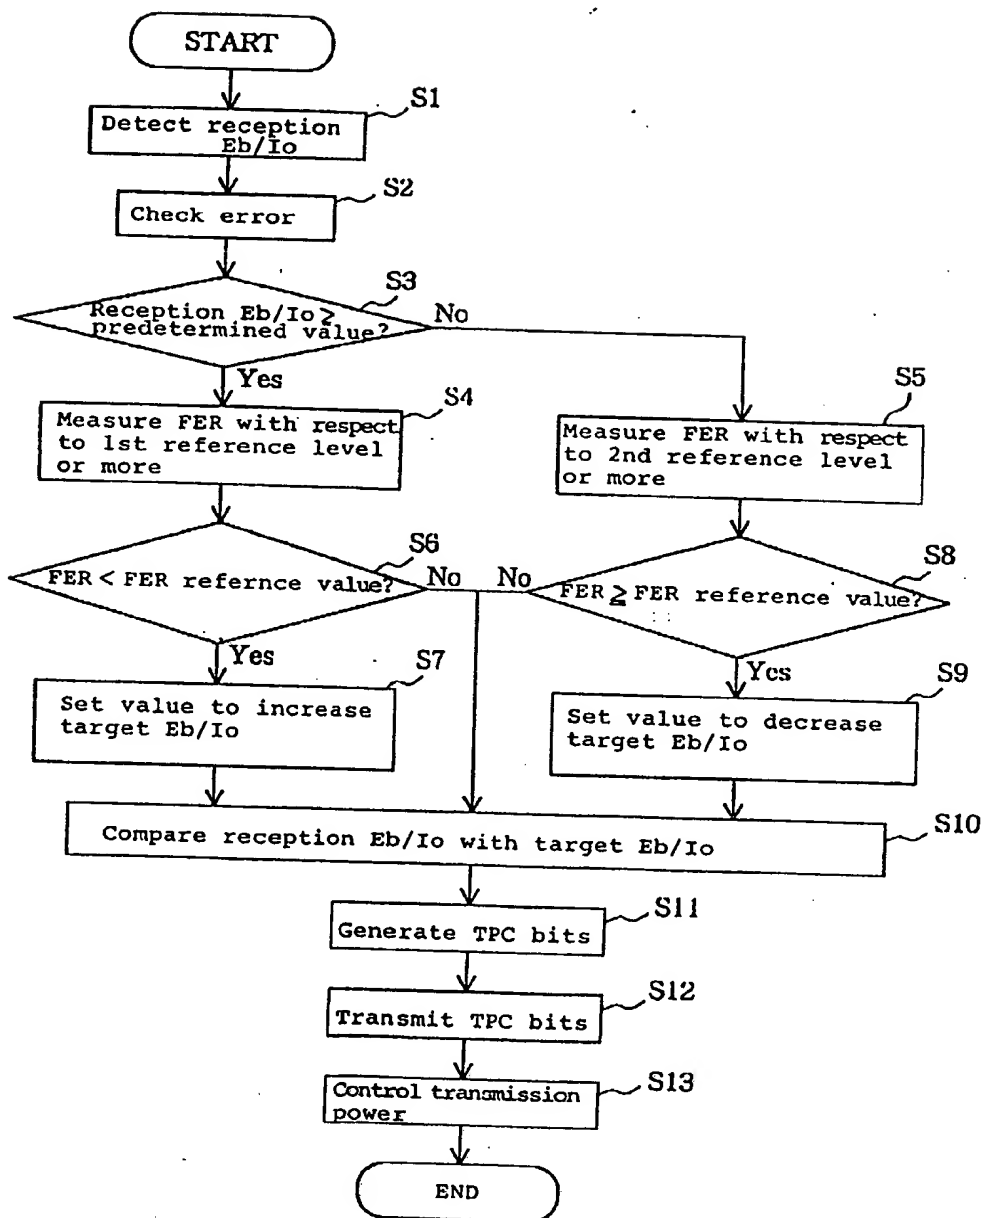 START
S1
Detect reception
Eb/Io
S2
Check error
S3
Reception Eb/Io ≧
predetermined value?
No
Yes
S4
Measure FER with respect
to 1st reference level
or more
S5
Measure FER with respect
to 2nd reference level
or more
S6
FER < FER refernce value?
No
No
S8
FER ≧ FER reference value?
Yes
S7
Set value to increase
target Eb/Io
Yes
S9
Set value to decrease
target Eb/Io
S10
Compare reception Eb/Io with target Eb/Io
S11
Generate TPC bits
S12
Transmit TPC bits
S13
Control transmission
power
END